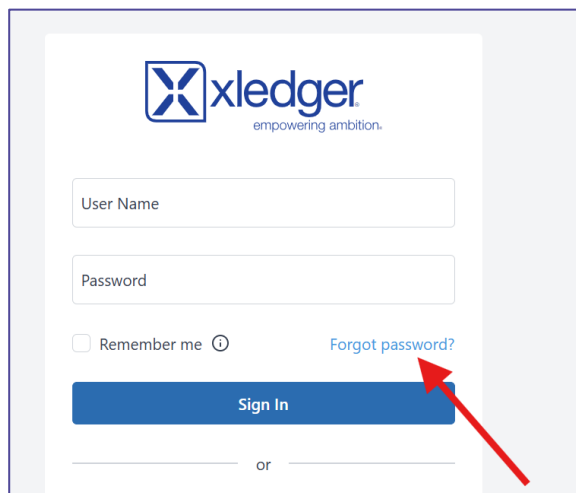 xledger
empowering ambition.
User Name
Password
Remember me Forgot password?
Sign In
or